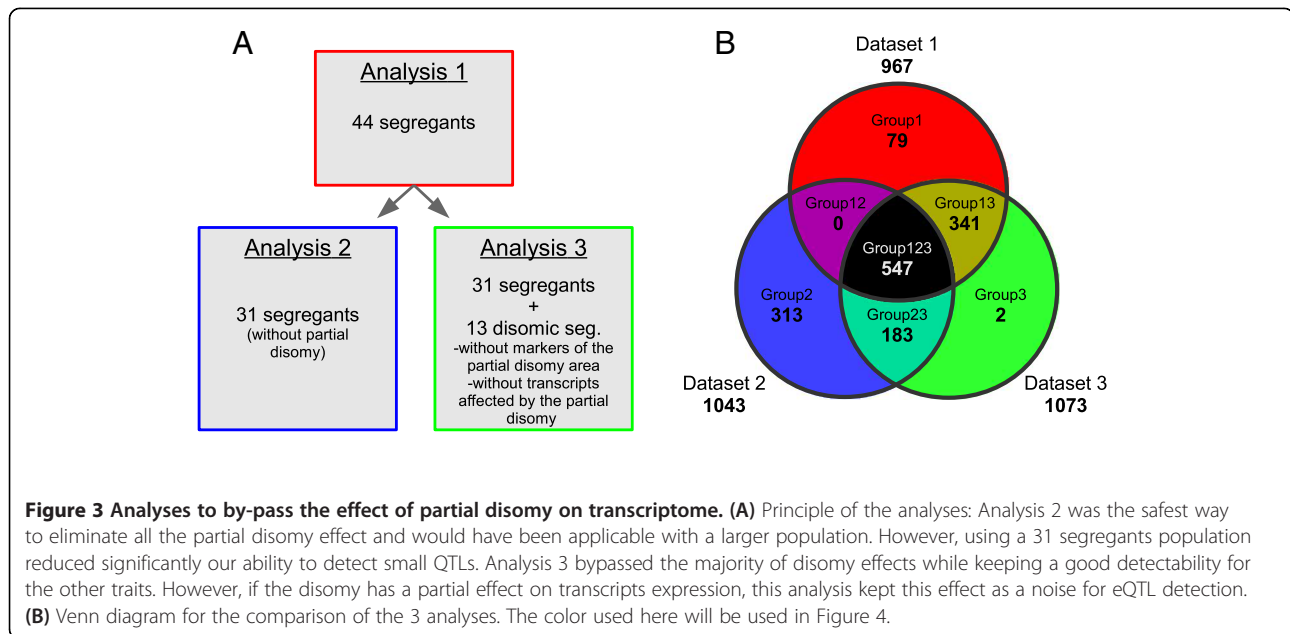 A
Analysis 1
44 segregants
Analysis 2
31 segregants
(without partial
disomy)
Analysis 3
31 segregants
+
13 disomic seg.
-without markers of the
partial disomy area
-without transcripts
affected by the partial
disomy
B
Dataset 1
967
Group1
79
Group12
0
Group13
341
Group123
547
Group2
313
Group23
183
Group3
2
Dataset 2
1043
Dataset 3
1073
Figure 3 Analyses to by-pass the effect of partial disomy on transcriptome. (A) Principle of the analyses: Analysis 2 was the safest way
to eliminate all the partial disomy effect and would have been applicable with a larger population. However, using a 31 segregants population
reduced significantly our ability to detect small QTLs. Analysis 3 bypassed the majority of disomy effects while keeping a good detectability for
the other traits. However, if the disomy has a partial effect on transcripts expression, this analysis kept this effect as a noise for eQTL detection.
(B) Venn diagram for the comparison of the 3 analyses. The color used here will be used in Figure 4.